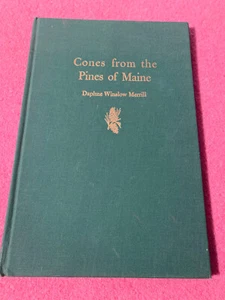 Cones from the
Pines of Maine
Daphne Winslow Merrill